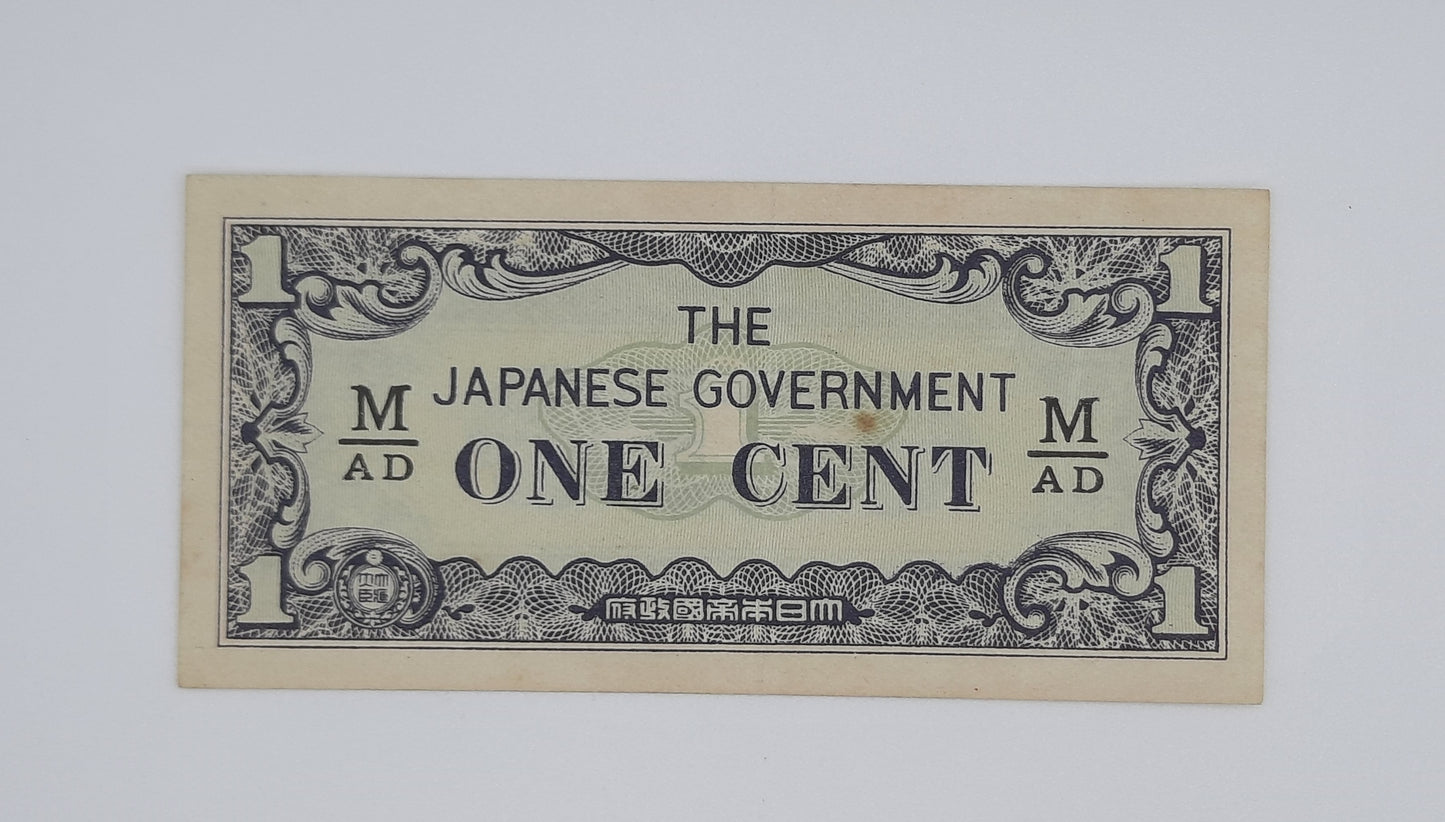 1 1
THE
JAPANESE GOVERNMENT
M M
AD AD
ONE CENT
1 1
大日本帝國政府